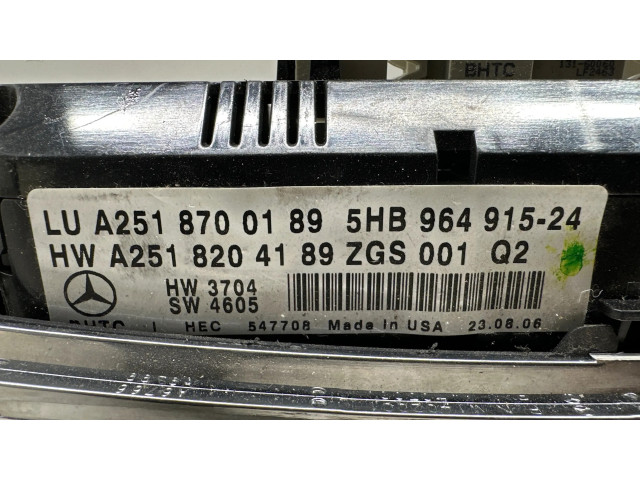 BHTC
LU A251 870 01 89 5HB 964 915-24
HW A251 820 41 89 ZGS 001 Q2
HW 3704
SW 4605
BHTC I HEC 547708 Made in USA 23.08.06